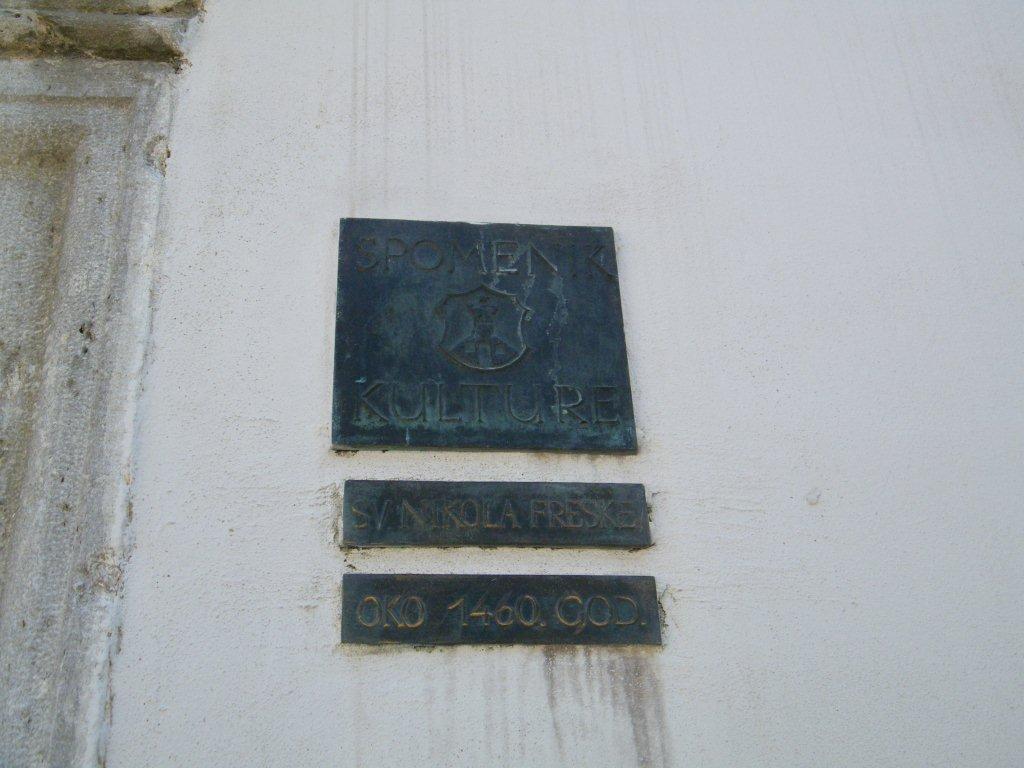 SPOMENIK
KULTURE
SV NIKOLA FRESKE
OKO 1460. GOD.